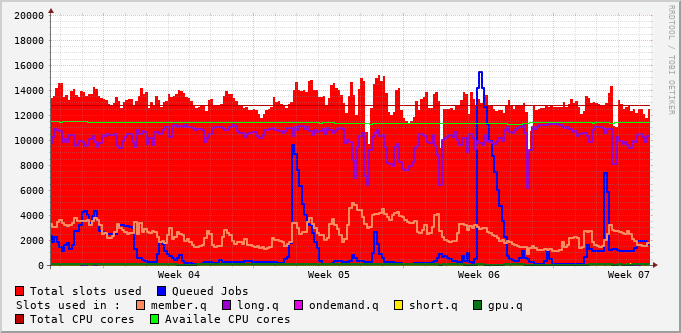 20000
18000
16000
14000
12000
10000
8000
6000
4000
2000
0
Week 04 Week 05 Week 06 Week 07
RRDTOOL / TOBI OETIKER
Total slots used Queued Jobs
Slots used in : member.q long.q ondemand.q short.q gpu.q
Total CPU cores Availale CPU cores